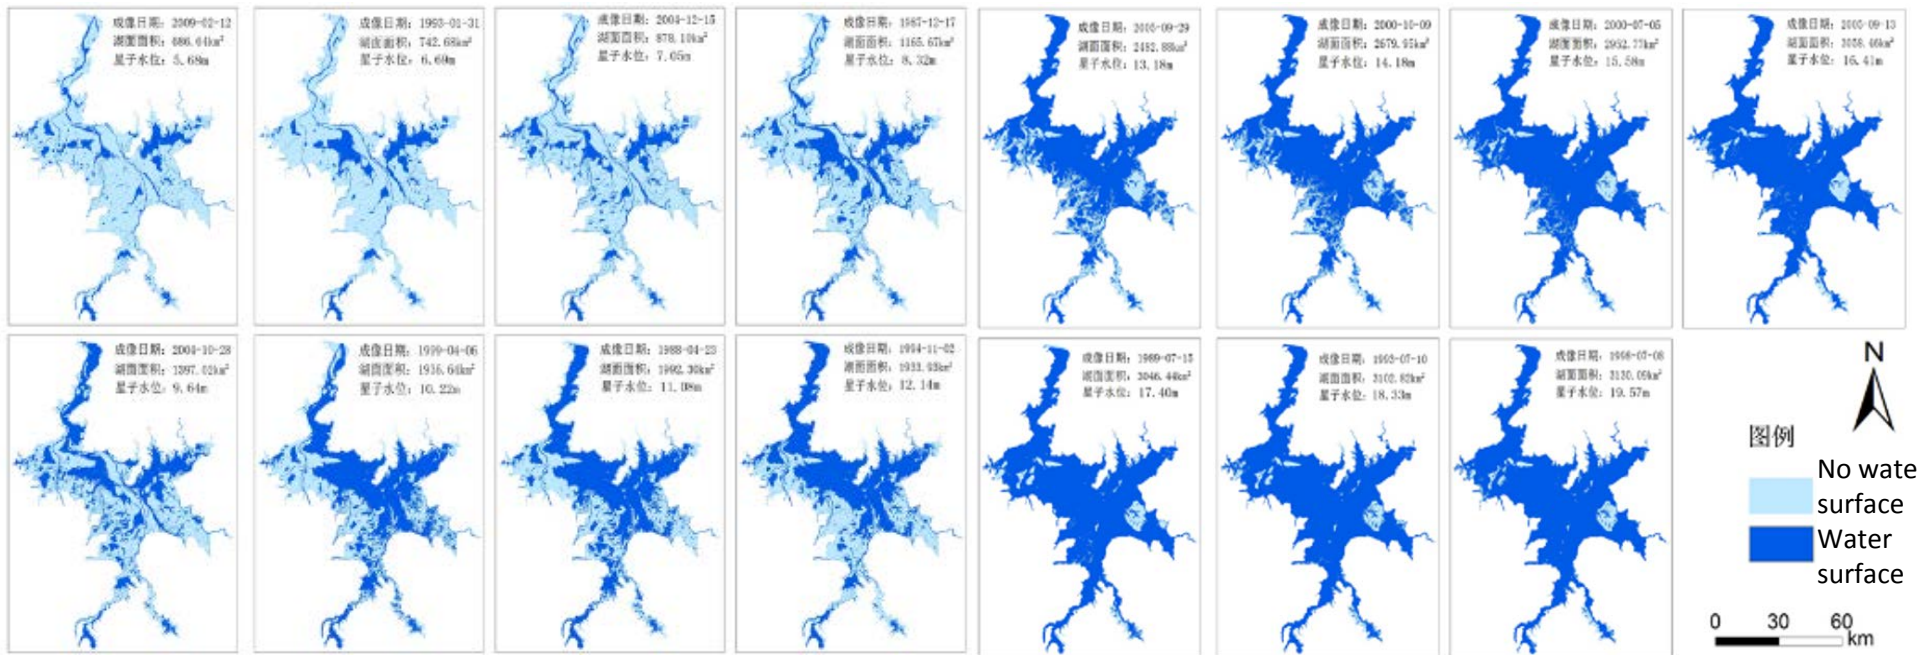 成像日期：2009-02-12
湖面面积：686.64km²
星子水位：5.68m
成像日期：1993-01-31
湖面面积：742.68km²
星子水位：6.69m
成像日期：2004-12-15
湖面面积：878.10km²
星子水位：7.05m
成像日期：1987-12-17
湖面面积：1165.67km²
星子水位：8.32m
成像日期：2005-09-29
湖面面积：2482.88km²
星子水位：13.18m
成像日期：2000-10-09
湖面面积：2679.95km²
星子水位：14.18m
成像日期：2000-07-05
湖面面积：2952.77km²
星子水位：15.58m
成像日期：2005-09-13
湖面面积：3058.46km²
星子水位：16.41m
成像日期：2004-10-28
湖面面积：1397.02km²
星子水位：9.64m
成像日期：1999-04-06
湖面面积：1916.64km²
星子水位：10.22m
成像日期：1988-04-23
湖面面积：1992.30km²
星子水位：11.08m
成像日期：1994-11-02
湖面面积：1933.93km²
星子水位：12.14m
成像日期：1989-07-15
湖面面积：3046.44km²
星子水位：17.40m
成像日期：1993-07-10
湖面面积：3102.82km²
星子水位：18.33m
成像日期：1998-07-08
湖面面积：3130.09km²
星子水位：19.57m
N
图例
No wate
surface
Water
surface
0 30 60
km